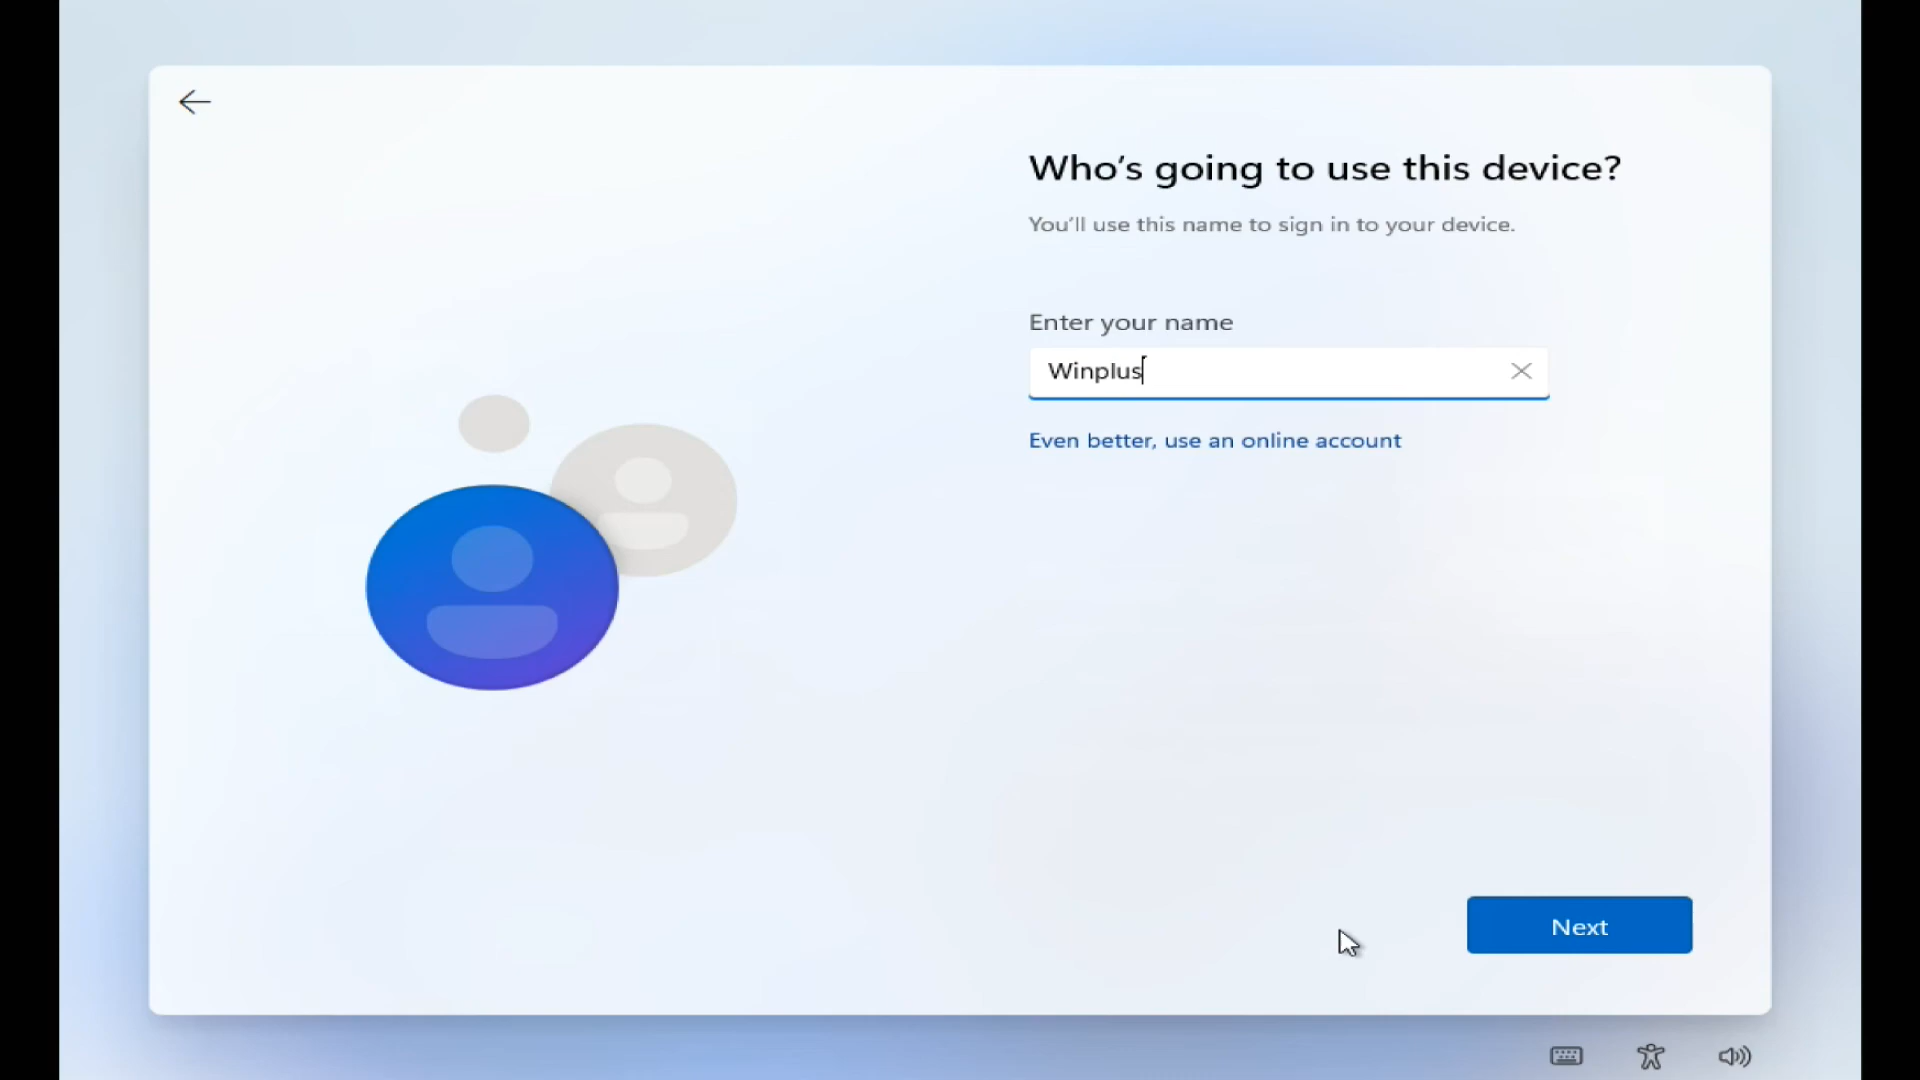 Who's going to use this device?
You'll use this name to sign in to your device.
Enter your name
Winplus
Even better, use an online account
Next